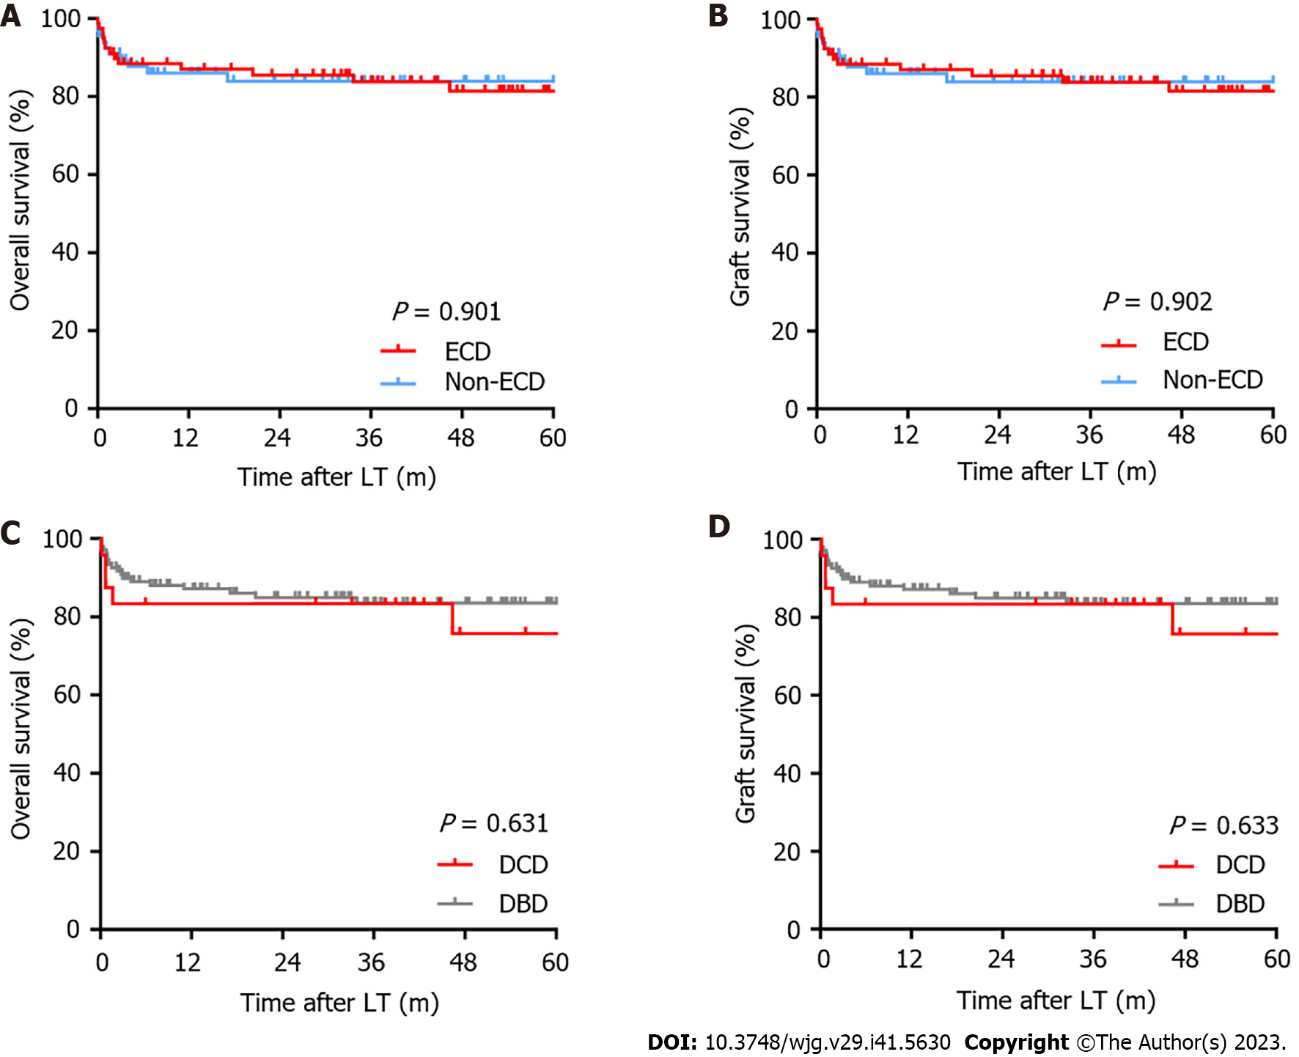 A
100
80
60
40
20
0
Overall survival (%)
P = 0.901
ECD
Non-ECD
0 12 24 36 48 60
Time after LT (m)
B
100
80
60
40
20
0
Graft survival (%)
P = 0.902
ECD
Non-ECD
0 12 24 36 48 60
Time after LT (m)
C
100
80
60
40
20
0
Overall survival (%)
P = 0.631
DCD
DBD
0 12 24 36 48 60
Time after LT (m)
D
100
80
60
40
20
0
Graft survival (%)
P = 0.633
DCD
DBD
0 12 24 36 48 60
Time after LT (m)
DOI: 10.3748/wjg.v29.i41.5630 Copyright ©The Author(s) 2023.